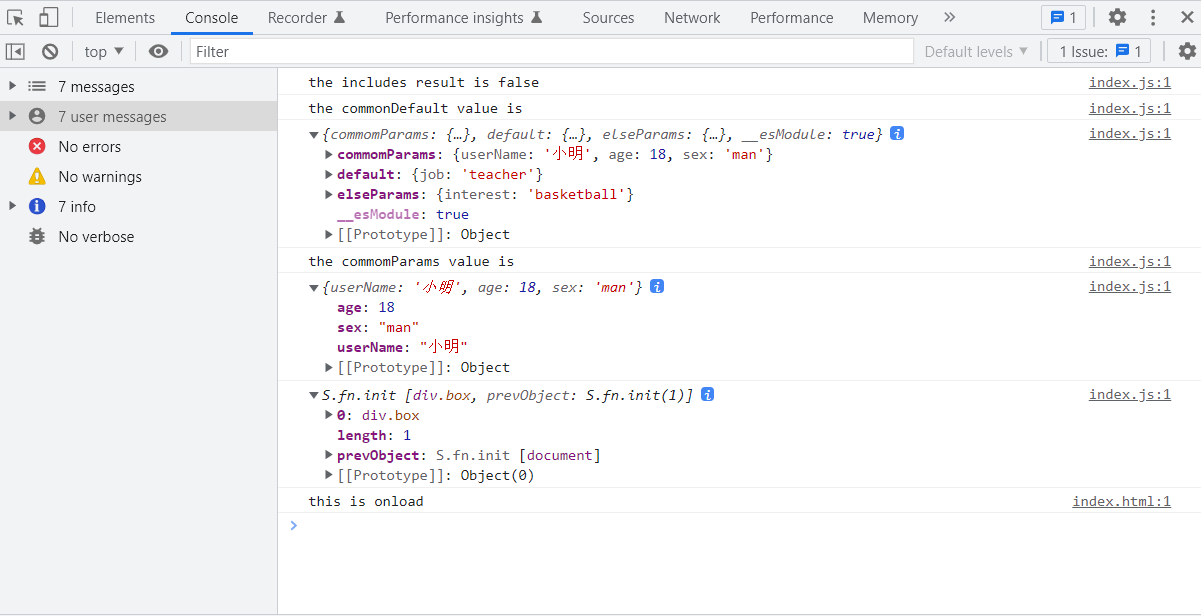 Elements Console Recorder Performance insights Sources Network Performance Memory 1
top Filter Default levels 1 Issue: 1
7 messages
7 user messages
No errors
No warnings
7 info
No verbose
the includes result is false index.js:1
the commonDefault value is index.js:1
{commomParams: {…}, default: {…}, elseParams: {…}, __esModule: true} i index.js:1
commomParams: {userName: '小明', age: 18, sex: 'man'}
default: {job: 'teacher'}
elseParams: {interest: 'basketball'}
__esModule: true
[[Prototype]]: Object
the commomParams value is index.js:1
{userName: '小明', age: 18, sex: 'man'} i index.js:1
age: 18
sex: "man"
userName: "小明"
[[Prototype]]: Object
S.fn.init [div.box, prevObject: S.fn.init(1)] i index.js:1
0: div.box
length: 1
prevObject: S.fn.init [document]
[[Prototype]]: Object(0)
this is onload index.html:1